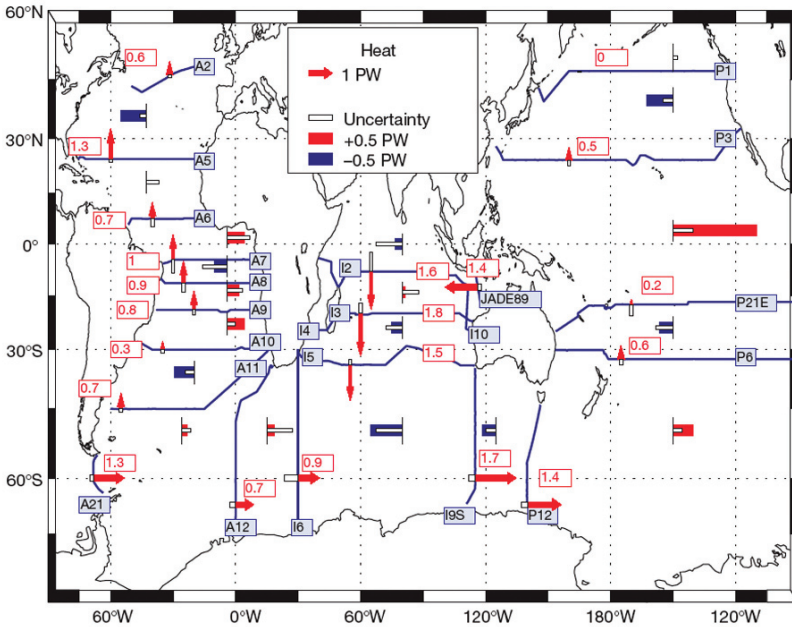 60°N
30°N
0°
30°S
60°S
60°W
0°W
60°W
120°W
180°W
120°W
Heat
1 PW
Uncertainty
+0.5 PW
−0.5 PW
0.6
A2
0
P1
1.3
A5
0.5
P3
0.7
A6
1
A7
0.9
A8
0.8
A9
0.3
A10
A11
0.7
I2
1.6
1.4
JADE89
I3
1.8
I4
I10
I5
1.5
0.2
P21E
0.6
P6
1.3
A21
0.7
A12
0.9
I6
1.7
I9S
1.4
P12